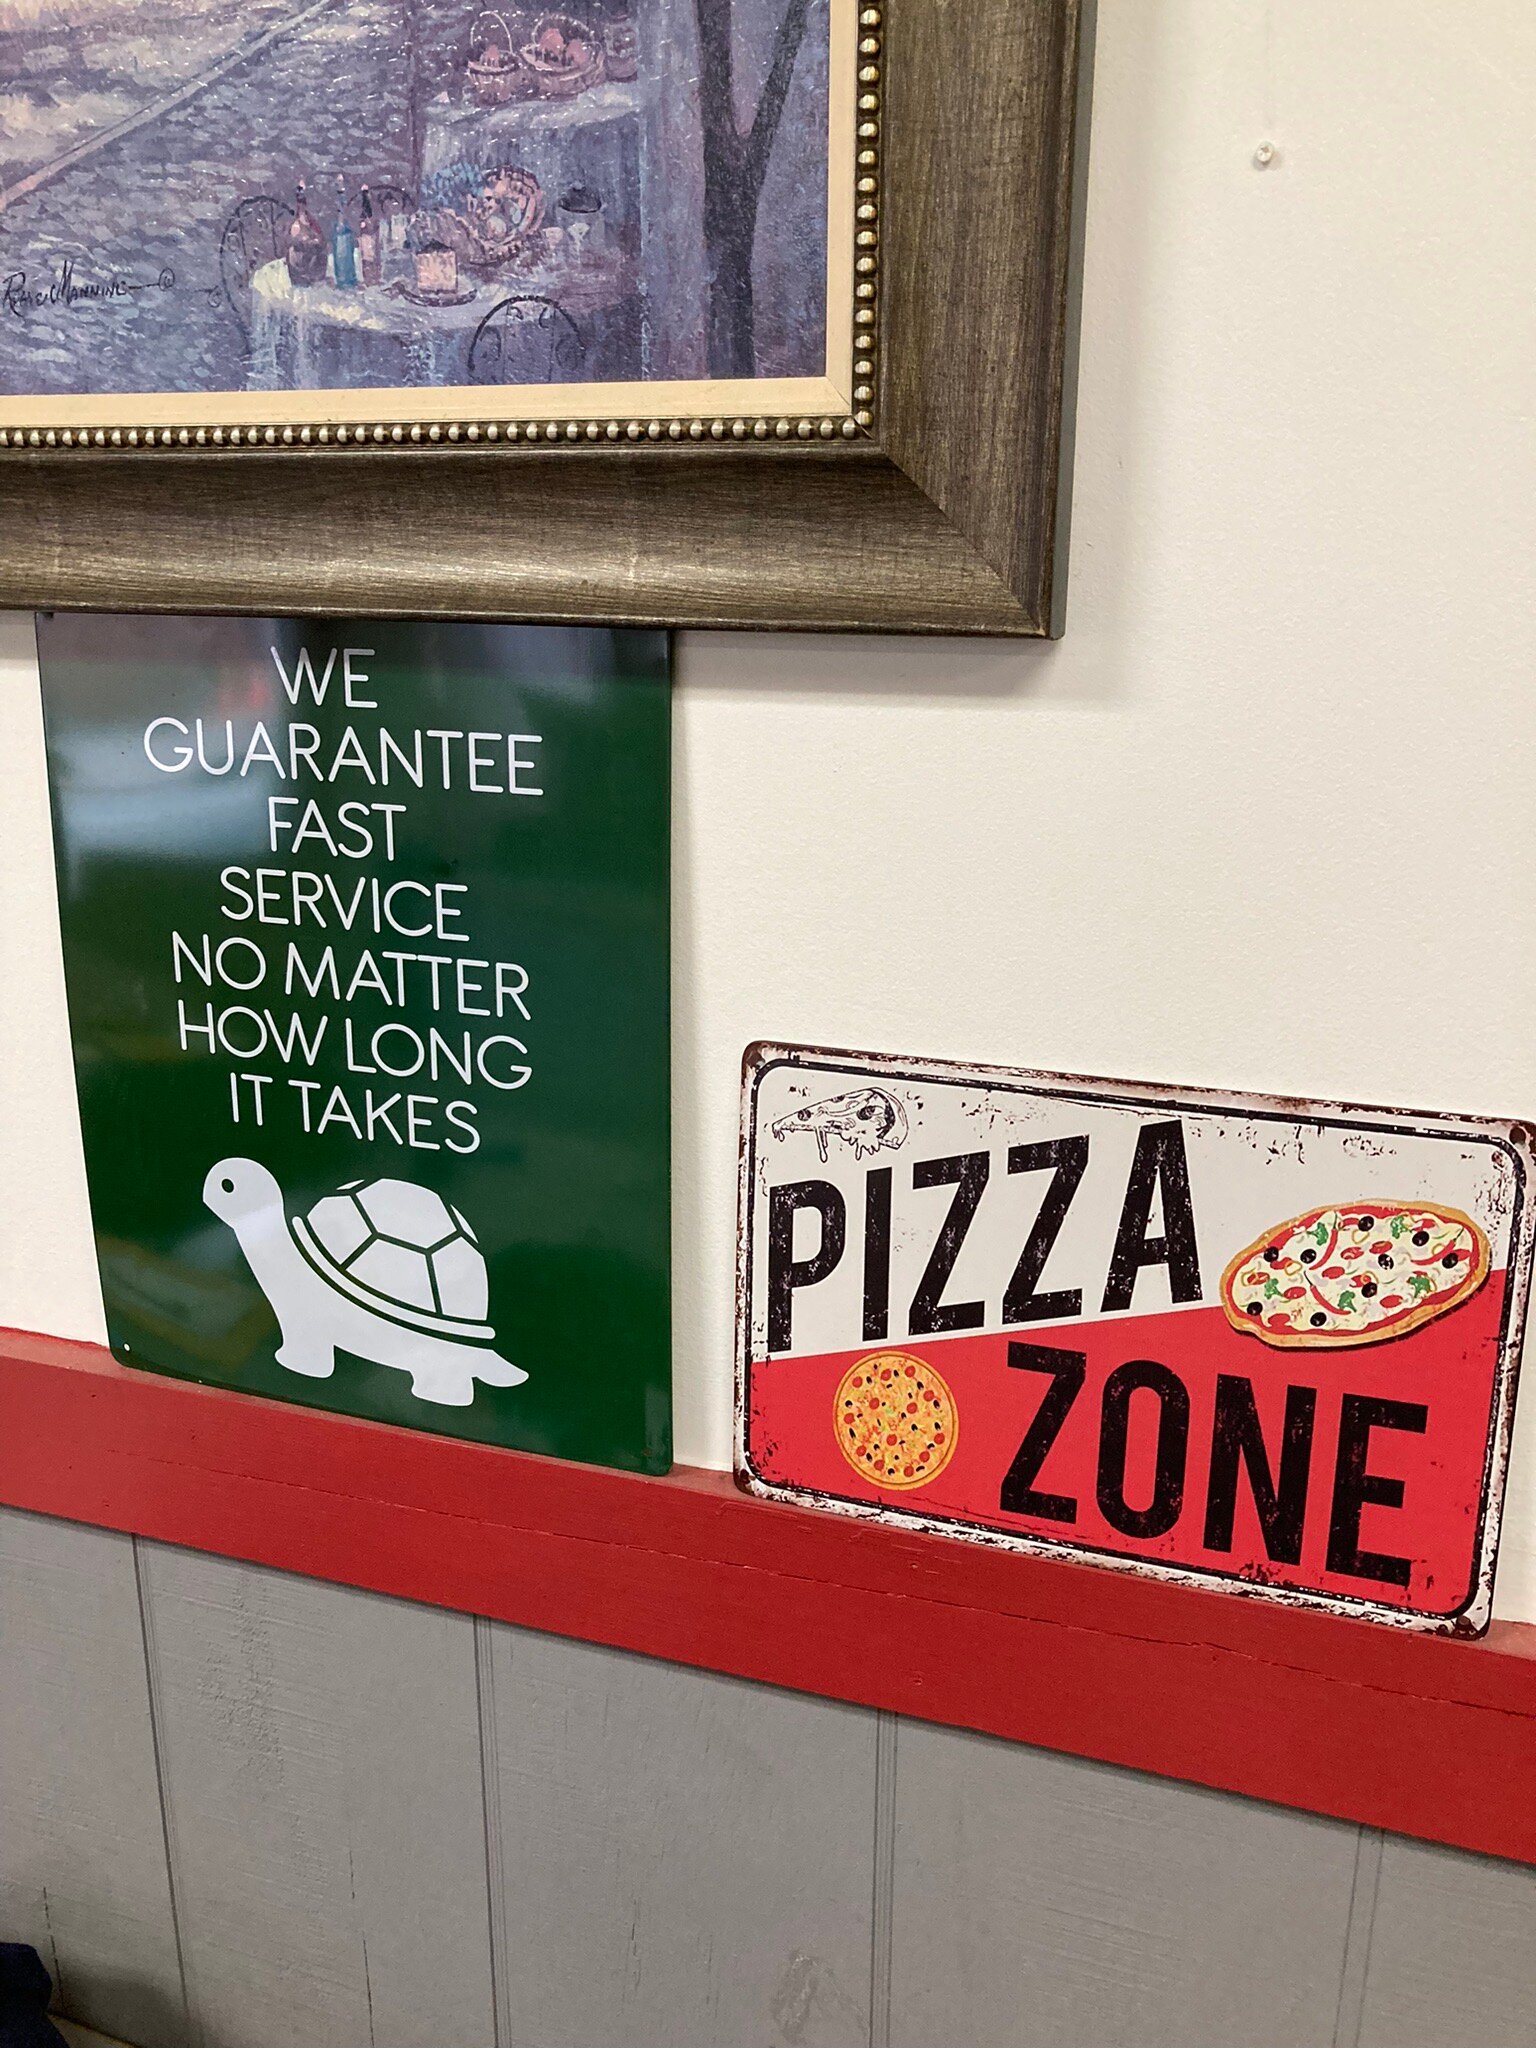 WE
GUARANTEE
FAST
SERVICE
NO MATTER
HOW LONG
IT TAKES
PIZZA
ZONE